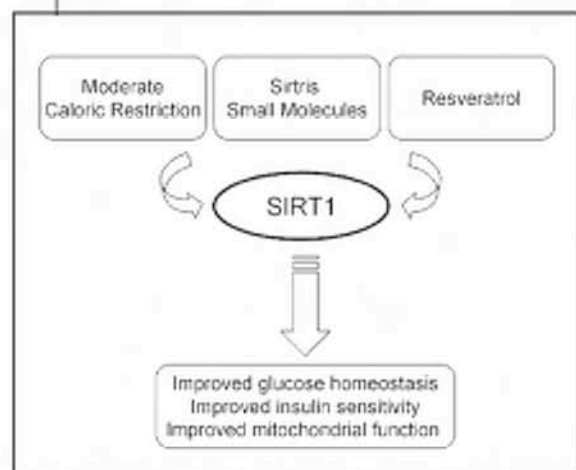 Moderate
Caloric Restriction
Sirtris
Small Molecules
Resveratrol
SIRT1
Improved glucose homeostasis
Improved insulin sensitivity
Improved mitochondrial function